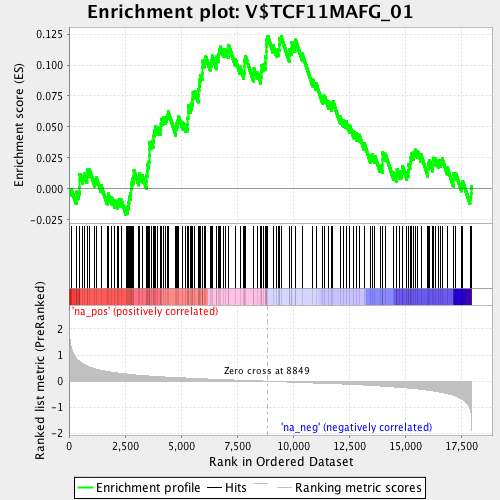 Enrichment plot: V$TCF11MAFG_01
Enrichment score (ES)
0.125
0.100
0.075
0.050
0.025
0.000
-0.025
'na_pos' (positively correlated)
Ranked list metric (PreRanked)
2
1
0
-1
-2
Zero cross at 8849
'na_neg' (negatively correlated)
0
2,500
5,000
7,500
10,000
12,500
15,000
17,500
Rank in Ordered Dataset
Enrichment profile
Hits
Ranking metric scores